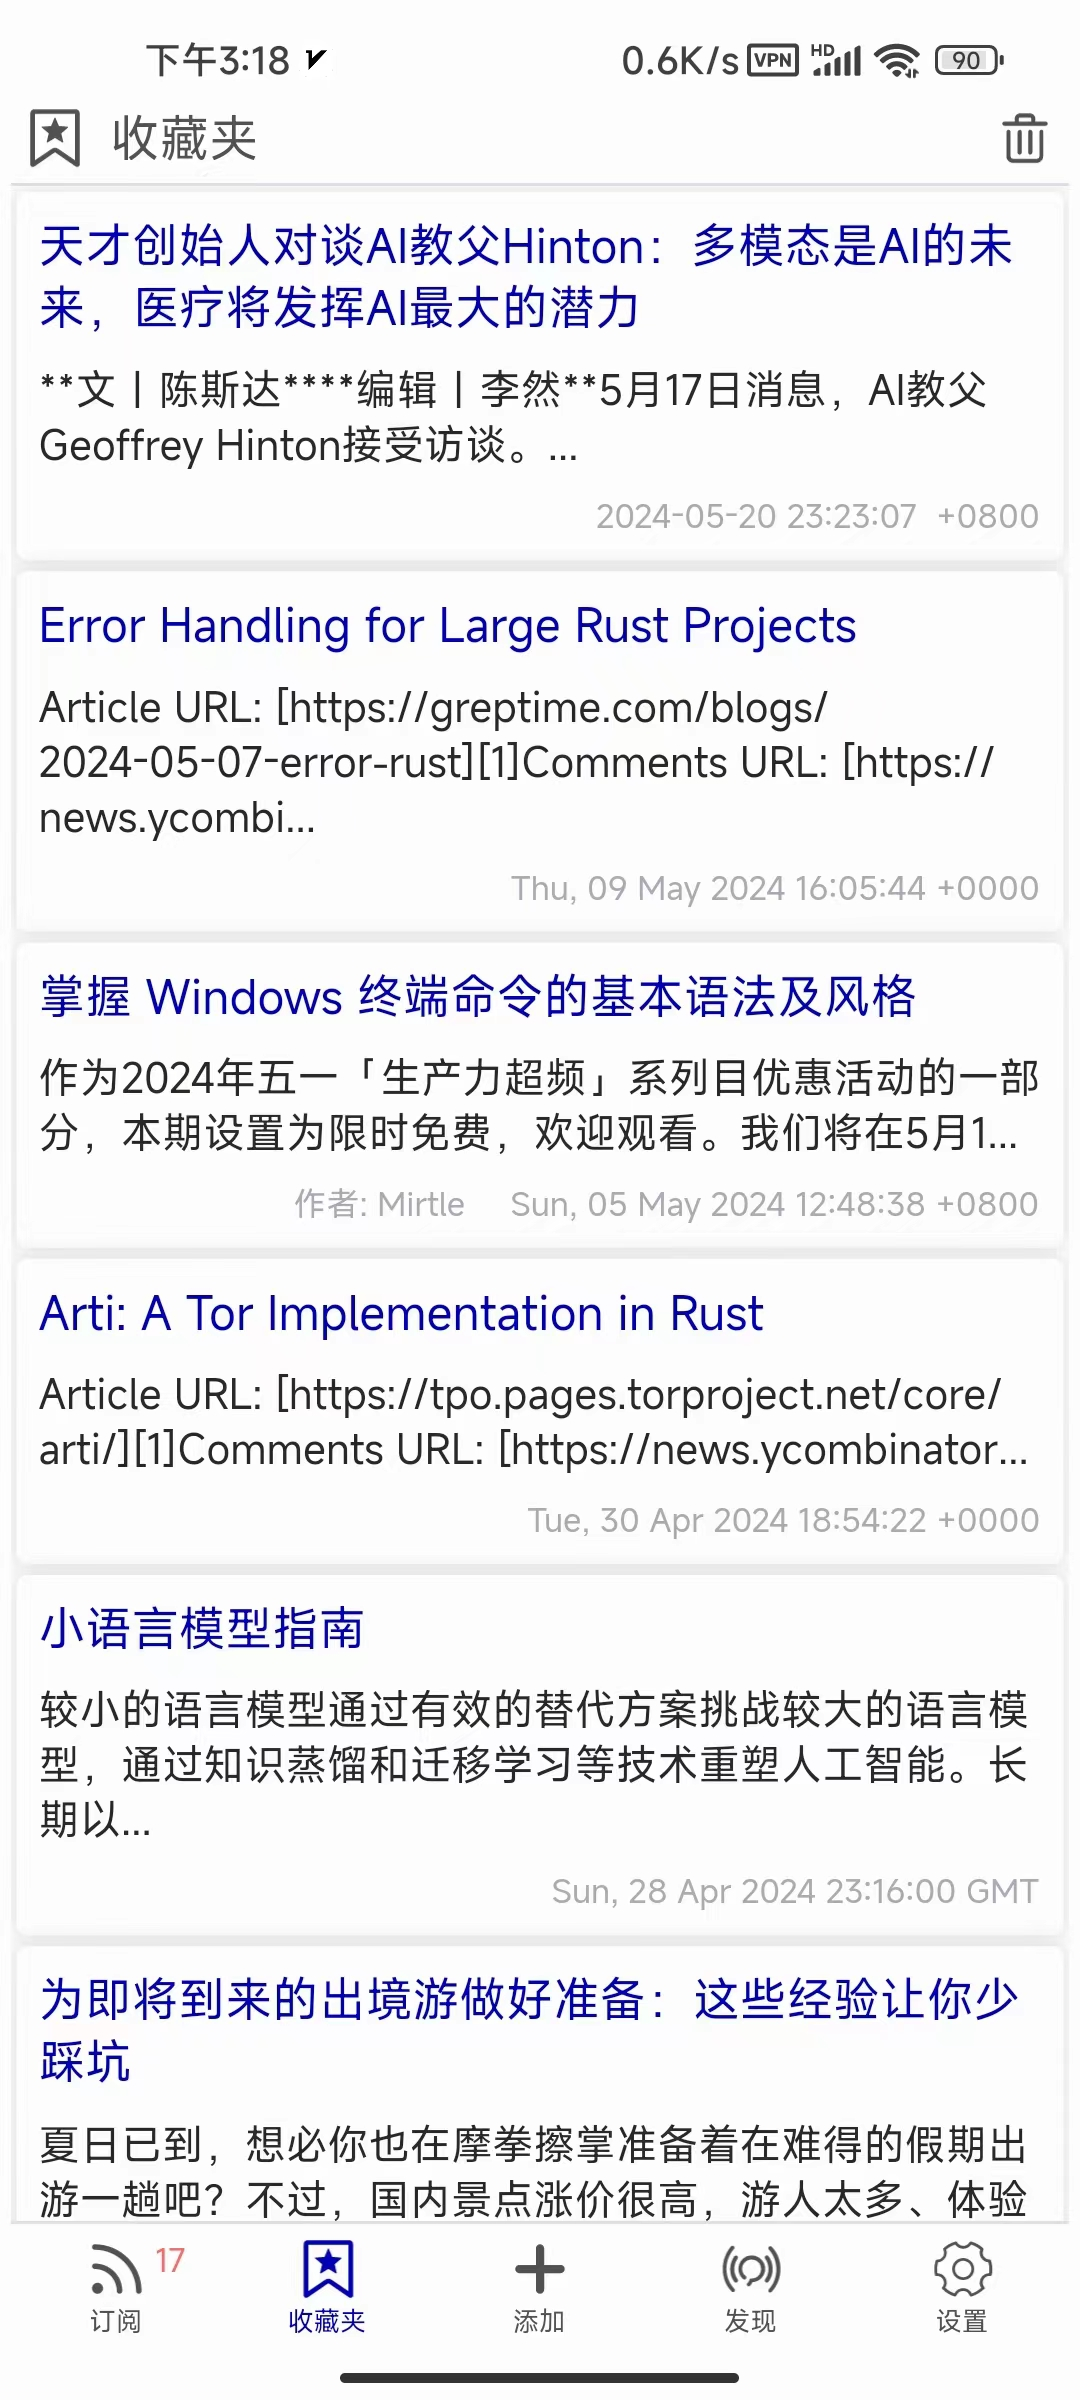 下午3:18
0.6K/s VPN HD 90
收藏夹
天才创始人对谈AI教父Hinton：多模态是AI的未
来，医疗将发挥AI最大的潜力
**文丨陈斯达****编辑丨李然**5月17日消息，AI教父
Geoffrey Hinton接受访谈。...
2024-05-20 23:23:07 +0800
Error Handling for Large Rust Projects
Article URL: [https://greptime.com/blogs/
2024-05-07-error-rust][1]Comments URL: [https://
news.ycombi...
Thu, 09 May 2024 16:05:44 +0000
掌握 Windows 终端命令的基本语法及风格
作为2024年五一「生产力超频」系列目优惠活动的一部
分，本期设置为限时免费，欢迎观看。我们将在5月1...
作者: Mirtle Sun, 05 May 2024 12:48:38 +0800
Arti: A Tor Implementation in Rust
Article URL: [https://tpo.pages.torproject.net/core/
arti/][1]Comments URL: [https://news.ycombinator...
Tue, 30 Apr 2024 18:54:22 +0000
小语言模型指南
较小的语言模型通过有效的替代方案挑战较大的语言模
型，通过知识蒸馏和迁移学习等技术重塑人工智能。长
期以...
Sun, 28 Apr 2024 23:16:00 GMT
为即将到来的出境游做好准备：这些经验让你少
踩坑
夏日已到，想必你也在摩拳擦掌准备着在难得的假期出
游一趟吧？不过，国内景点涨价很高，游人太多、体验
17
订阅 收藏夹 添加 发现 设置